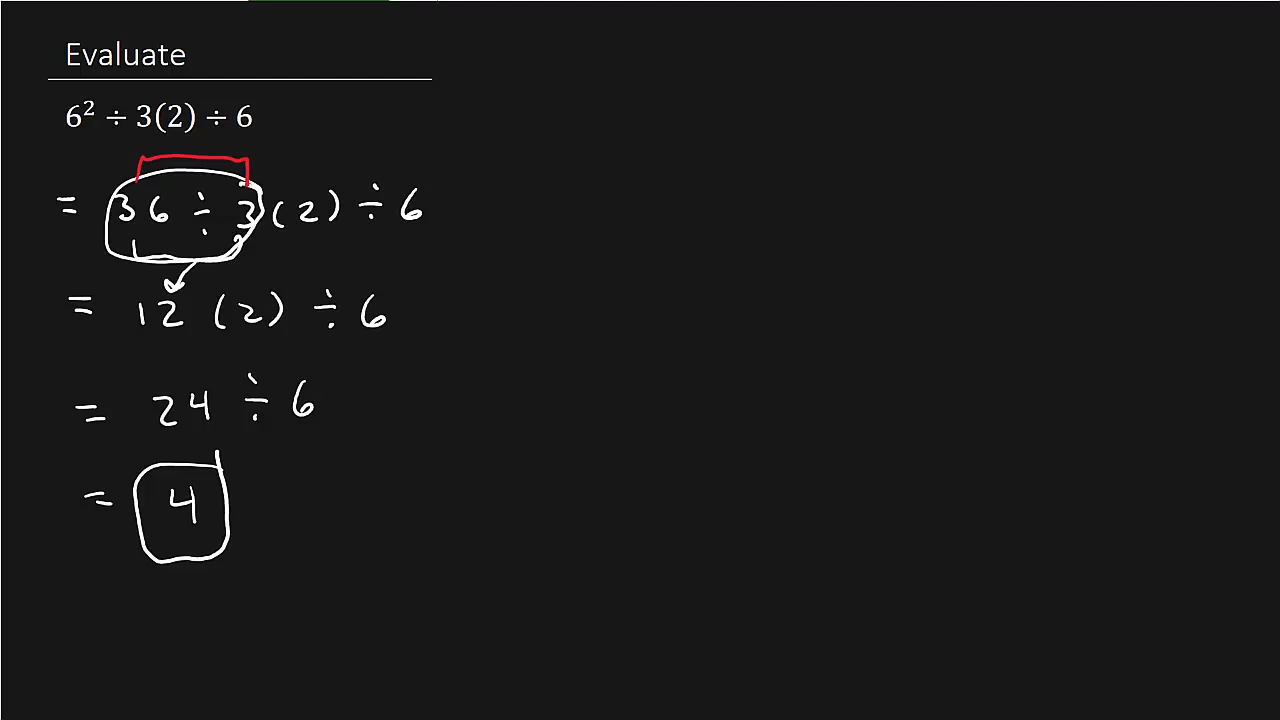 Evaluate
6² ÷ 3(2) ÷ 6
= 36 ÷ 3(2) ÷ 6
= 12(2) ÷ 6
= 24 ÷ 6
= 4